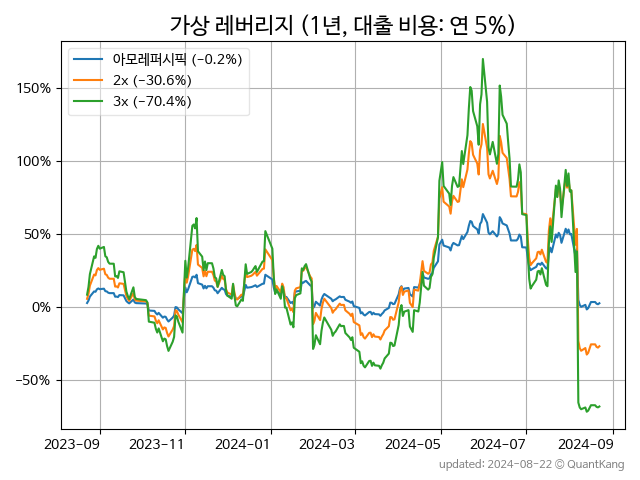 가상 레버리지 (1년, 대출 비용: 연 5%)
아모레퍼시픽 (−0.2%)
2x (−30.6%)
3x (−70.4%)
150%
100%
50%
0%
−50%
2023-09 2023-11 2024-01 2024-03 2024-05 2024-07 2024-09
updated: 2024-08-22 © QuantKang